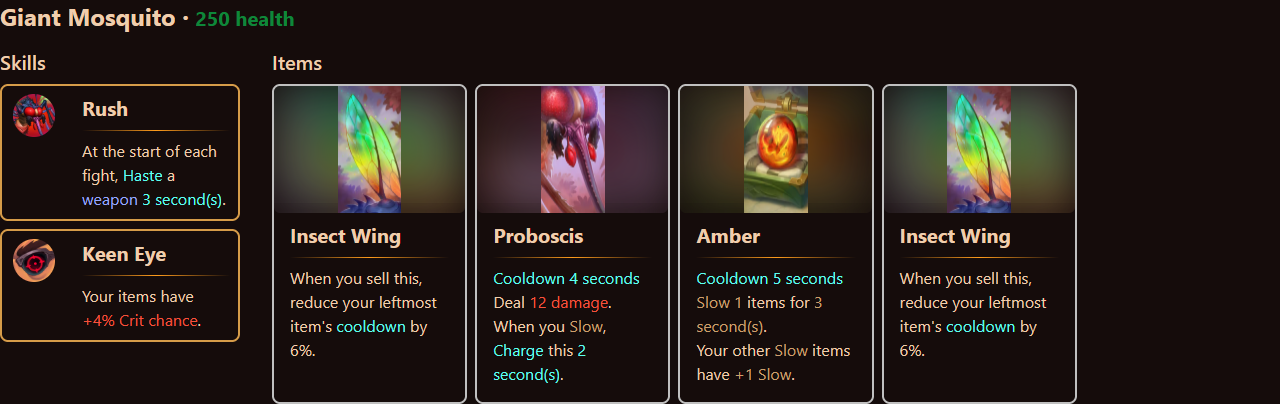 Giant Mosquito · 250 health
Skills
Rush
At the start of each
fight, Haste a
weapon 3 second(s).
Keen Eye
Your items have
+4% Crit chance.
Items
Insect Wing
When you sell this,
reduce your leftmost
item's cooldown by
6%.
Proboscis
Cooldown 4 seconds
Deal 12 damage.
When you Slow,
Charge this 2
second(s).
Amber
Cooldown 5 seconds
Slow 1 items for 3
second(s).
Your other Slow items
have +1 Slow.
Insect Wing
When you sell this,
reduce your leftmost
item's cooldown by
6%.